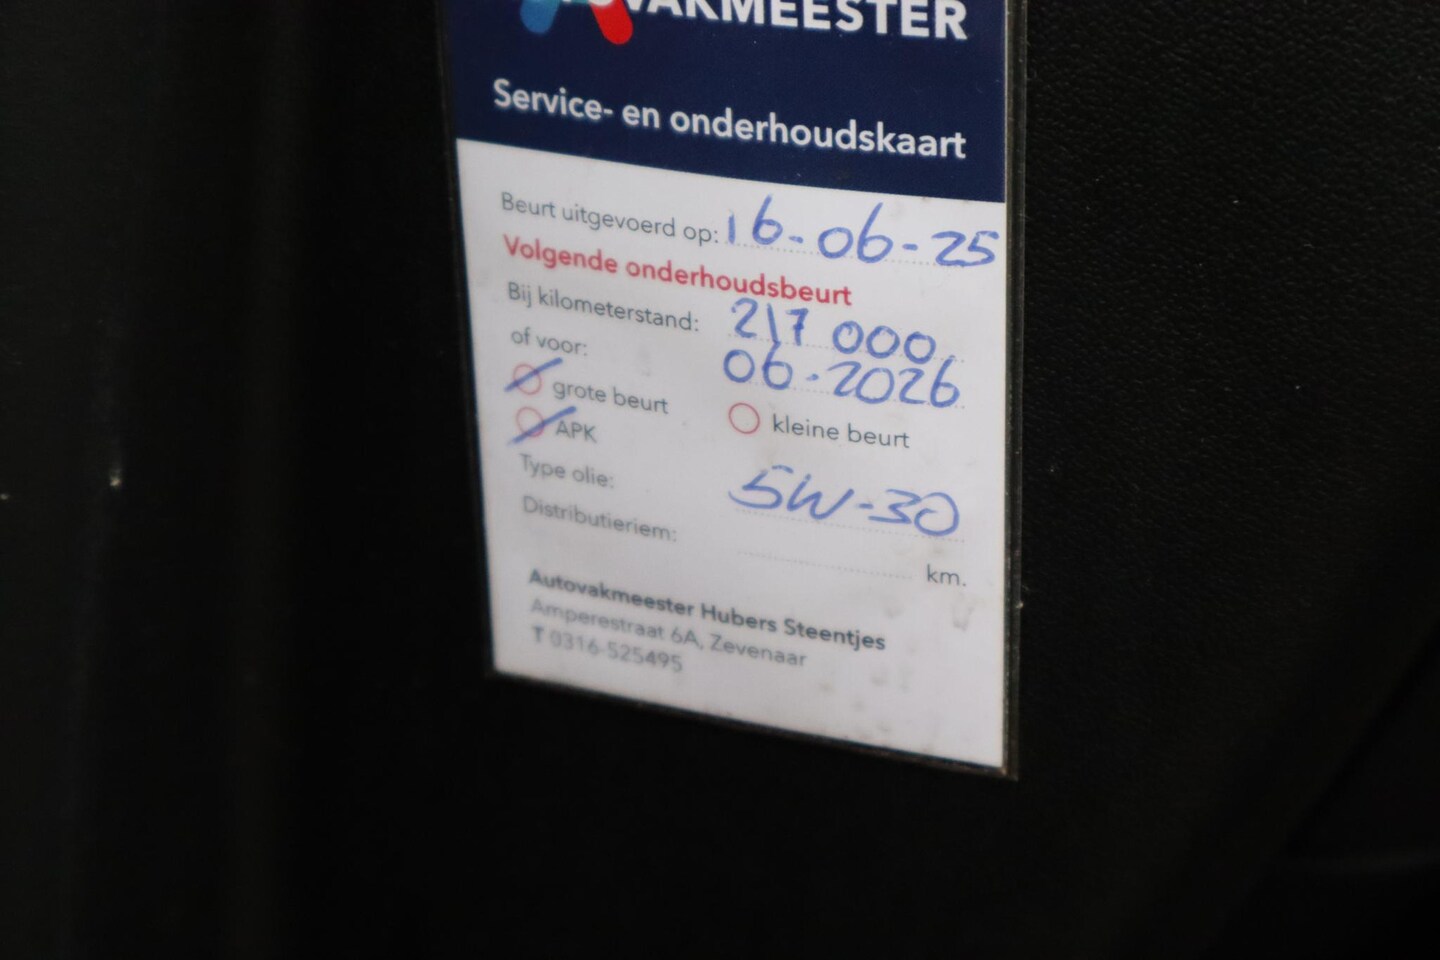 AUTOVAKMEESTER
Service- en onderhoudskaart
Beurt uitgevoerd op: 16-06-25
Volgende onderhoudsbeurt
Bij kilometerstand: 217 000
of voor: 06-2026
grote beurt kleine beurt
APK
Type olie: 5W-30
Distributieriem: km.
Autovakmeester Hubers Steentjes
Amperestraat 6A, Zevenaar
T 0316-525495